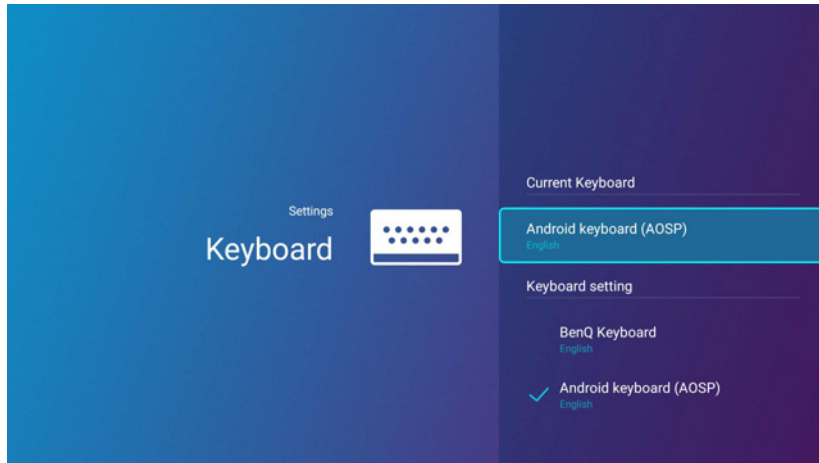 Settings
Keyboard
Current Keyboard
Android keyboard (AOSP)
English
Keyboard setting
BenQ Keyboard
English
Android keyboard (AOSP)
English